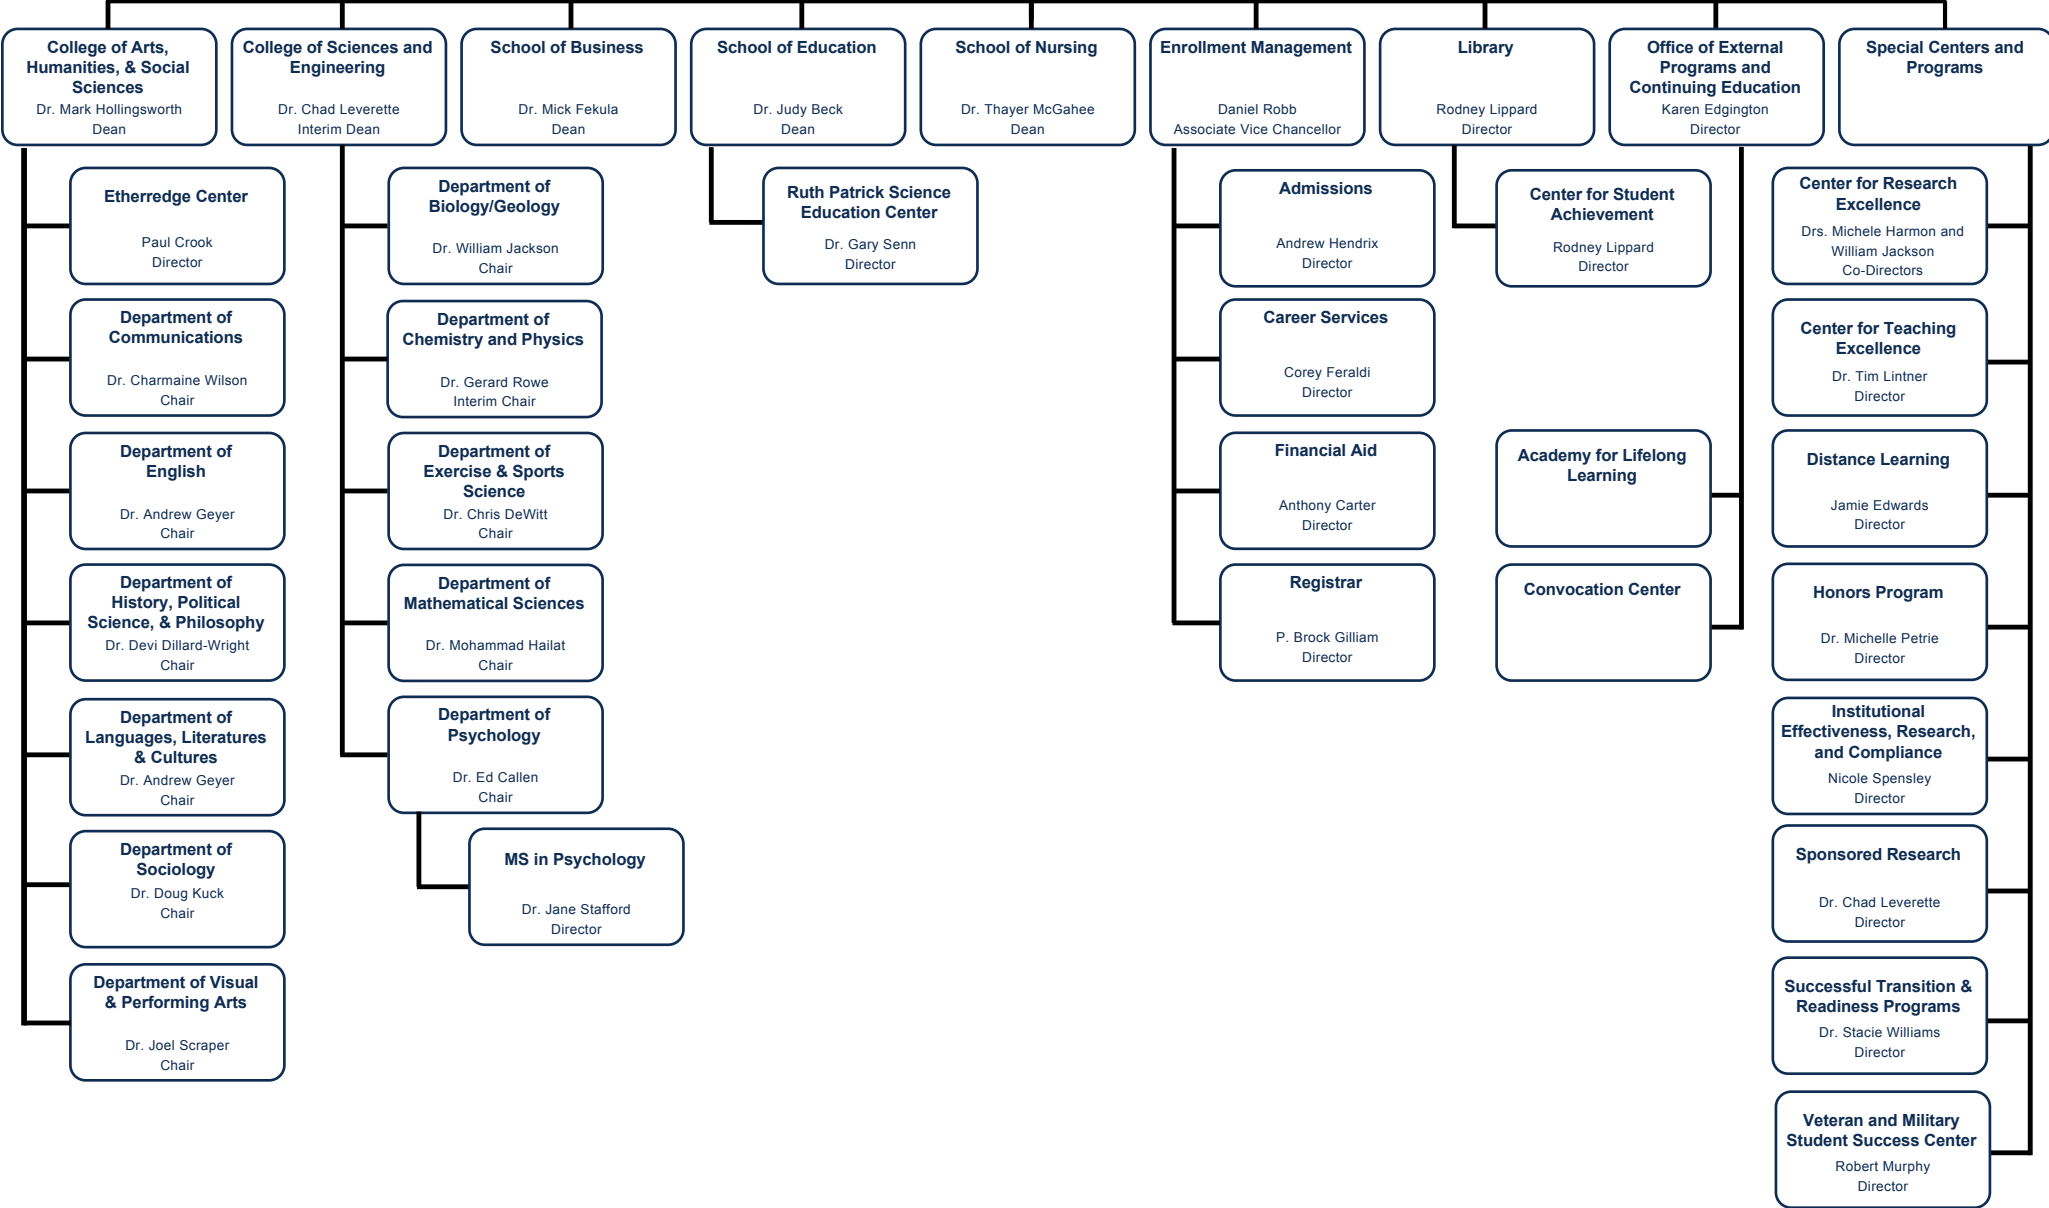 College of Arts,
Humanities, & Social
Sciences
Dr. Mark Hollingsworth
Dean
College of Sciences and
Engineering
Dr. Chad Leverette
Interim Dean
School of Business
Dr. Mick Fekula
Dean
School of Education
Dr. Judy Beck
Dean
School of Nursing
Dr. Thayer McGahee
Dean
Enrollment Management
Daniel Robb
Associate Vice Chancellor
Library
Rodney Lippard
Director
Office of External
Programs and
Continuing Education
Karen Edgington
Director
Special Centers and
Programs
Etherredge Center
Paul Crook
Director
Department of
Communications
Dr. Charmaine Wilson
Chair
Department of
English
Dr. Andrew Geyer
Chair
Department of
History, Political
Science, & Philosophy
Dr. Devi Dillard-Wright
Chair
Department of
Languages, Literatures
& Cultures
Dr. Andrew Geyer
Chair
Department of
Sociology
Dr. Doug Kuck
Chair
Department of Visual
& Performing Arts
Dr. Joel Scraper
Chair
Department of
Biology/Geology
Dr. William Jackson
Chair
Department of
Chemistry and Physics
Dr. Gerard Rowe
Interim Chair
Department of
Exercise & Sports
Science
Dr. Chris DeWitt
Chair
Department of
Mathematical Sciences
Dr. Mohammad Hailat
Chair
Department of
Psychology
Dr. Ed Callen
Chair
MS in Psychology
Dr. Jane Stafford
Director
Ruth Patrick Science
Education Center
Dr. Gary Senn
Director
Admissions
Andrew Hendrix
Director
Career Services
Corey Feraldi
Director
Financial Aid
Anthony Carter
Director
Registrar
P. Brock Gilliam
Director
Center for Student
Achievement
Rodney Lippard
Director
Academy for Lifelong
Learning
Convocation Center
Center for Research
Excellence
Drs. Michele Harmon and
William Jackson
Co-Directors
Center for Teaching
Excellence
Dr. Tim Lintner
Director
Distance Learning
Jamie Edwards
Director
Honors Program
Dr. Michelle Petrie
Director
Institutional
Effectiveness, Research,
and Compliance
Nicole Spensley
Director
Sponsored Research
Dr. Chad Leverette
Director
Successful Transition &
Readiness Programs
Dr. Stacie Williams
Director
Veteran and Military
Student Success Center
Robert Murphy
Director